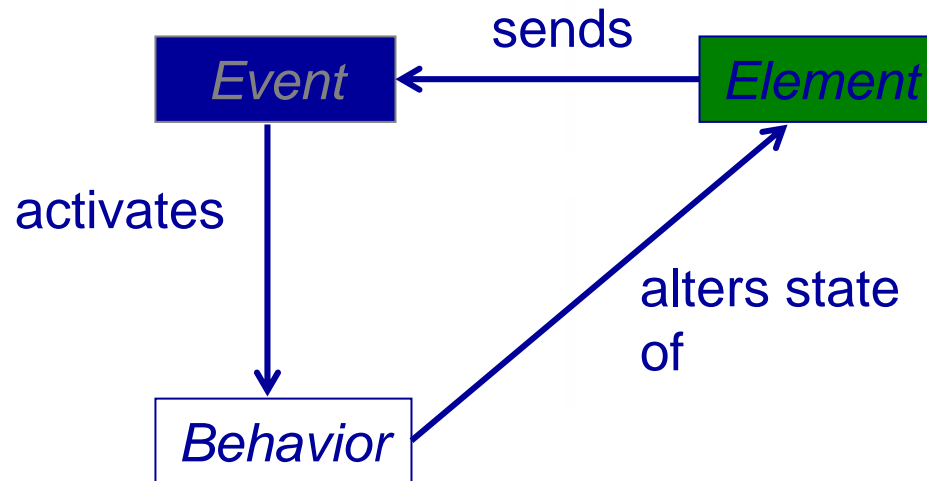 sends
Event
Element
activates
alters state
of
Behavior